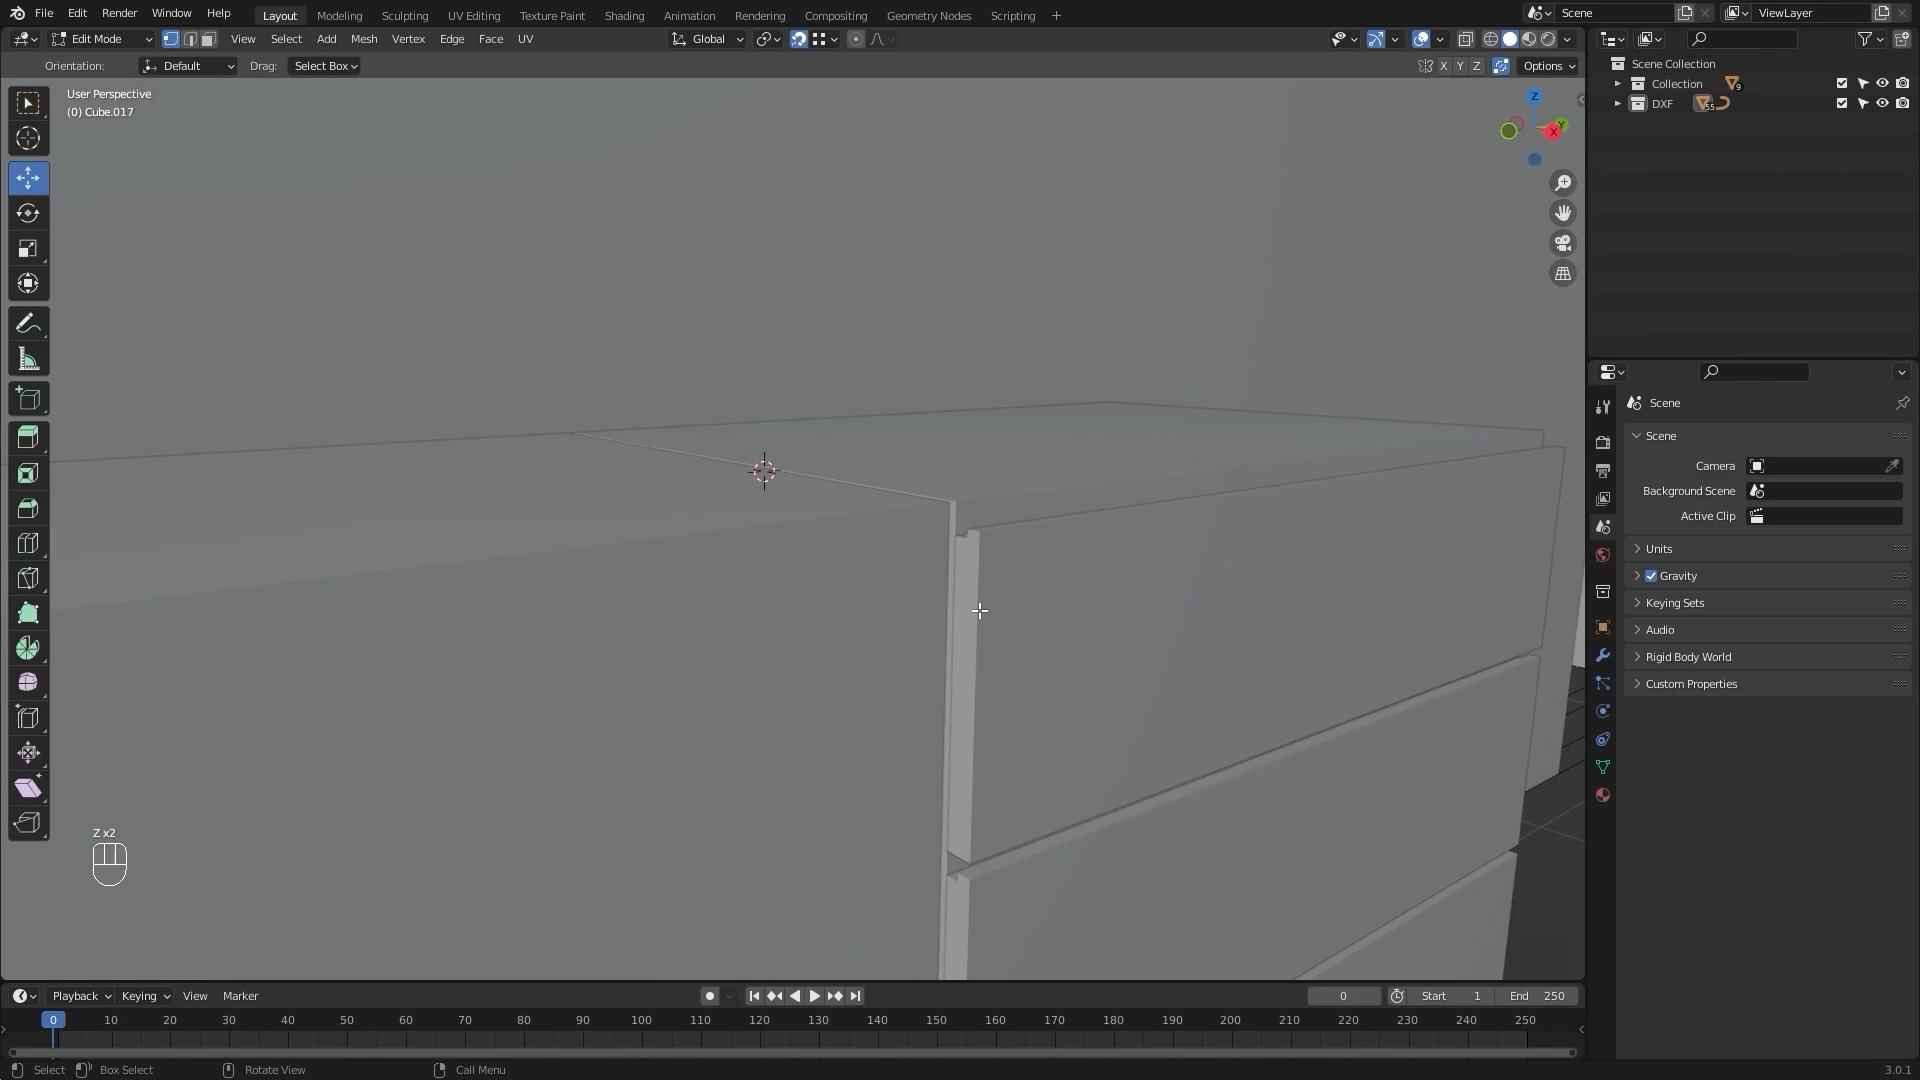 File Edit Render Window Help Layout Modeling Sculpting UV Editing Texture Paint Shading Animation Rendering Compositing Geometry Nodes Scripting + Scene ViewLayer
Edit Mode View Select Add Mesh Vertex Edge Face UV Global
Orientation: Default Drag: Select Box X Y Z Options
User Perspective
(0) Cube.017
Z
Y
X
Z x2
Scene Collection
Collection 9
DXF 55
Scene
Scene
Camera
Background Scene
Active Clip
Units
Gravity
Keying Sets
Audio
Rigid Body World
Custom Properties
Playback Keying View Marker 0 Start 1 End 250
0 10 20 30 40 50 60 70 80 90 100 110 120 130 140 150 160 170 180 190 200 210 220 230 240 250
Select Box Select Rotate View Call Menu 3.0.1